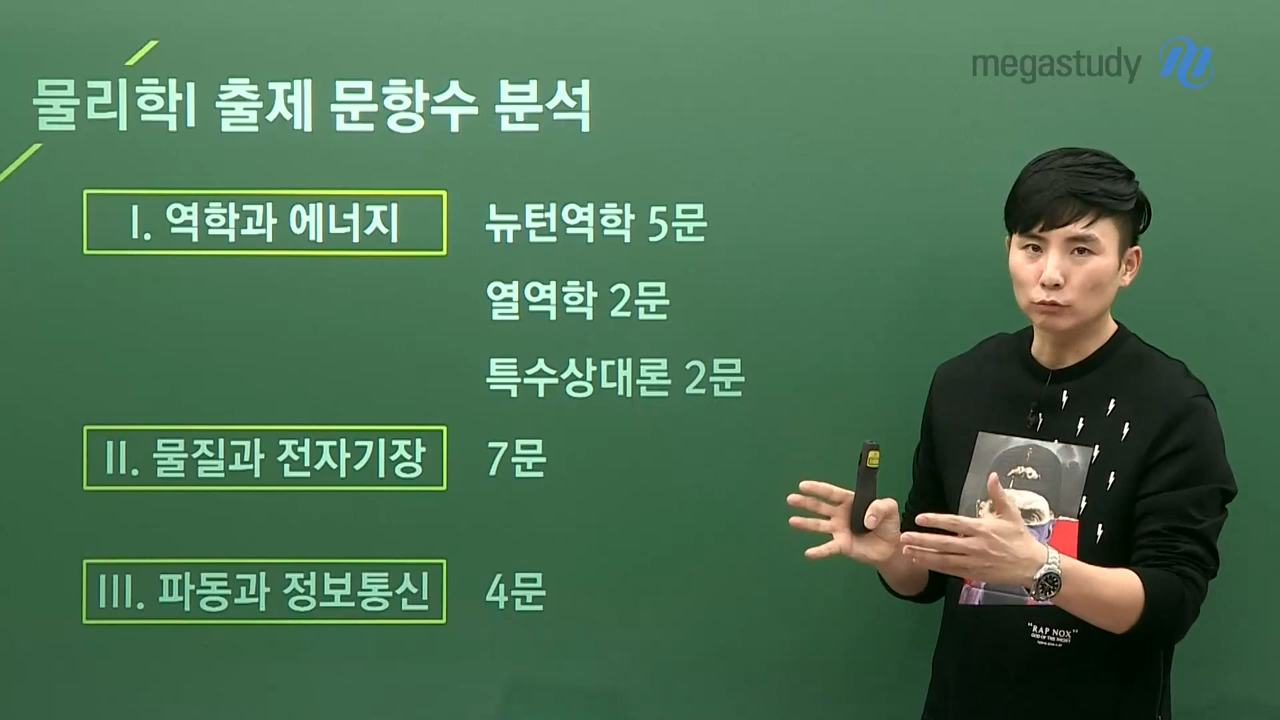 megastudy
물리학I 출제 문항수 분석
I. 역학과 에너지
뉴턴역학 5문
열역학 2문
특수상대론 2문
II. 물질과 전자기장
7문
III. 파동과 정보통신
4문
"RAP NOX"